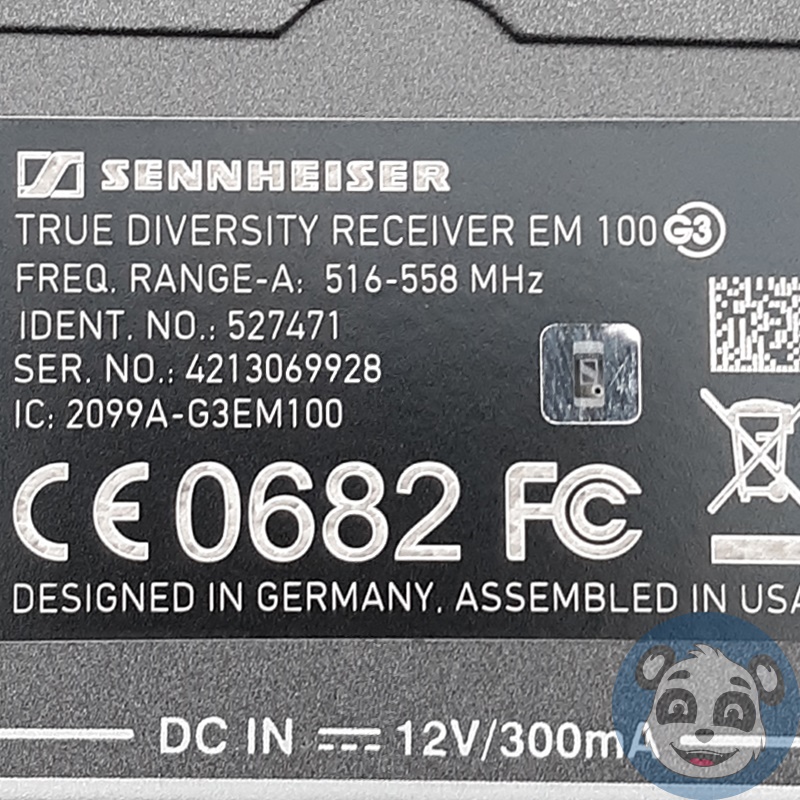 SENNHEISER
TRUE DIVERSITY RECEIVER EM 100 G3
FREQ. RANGE-A: 516-558 MHz
IDENT. NO.: 527471
SER. NO.: 4213069928
IC: 2099A-G3EM100
CE 0682 FC
DESIGNED IN GERMANY, ASSEMBLED IN USA
DC IN 12V/300mA